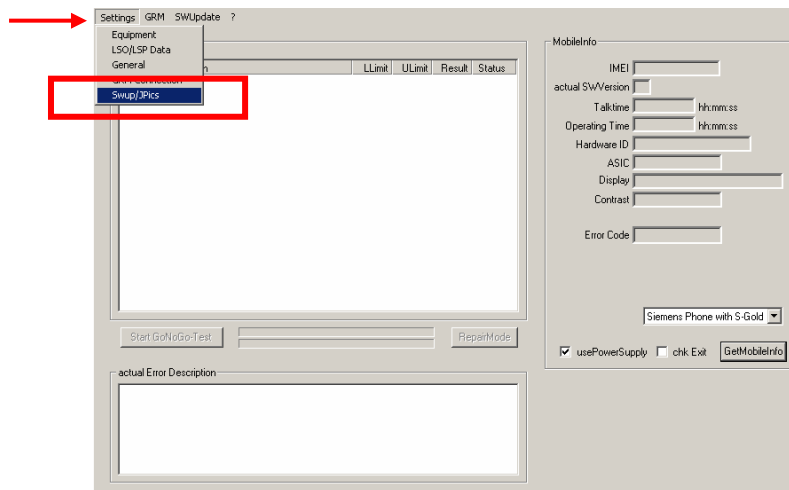 Settings GRM SWUpdate ?
Equipment
LSO/LSP Data
General
Swup/JPics
LLimit ULimit Result Status
MobileInfo
IMEI
actual SWVersion
Talktime hh:mm:ss
Operating Time hh:mm:ss
Hardware ID
ASIC
Display
Contrast
Error Code
Siemens Phone with S-Gold
usePowerSupply chk Exit GetMobileInfo
Start GoNoGo-Test RepairMode
actual Error Description